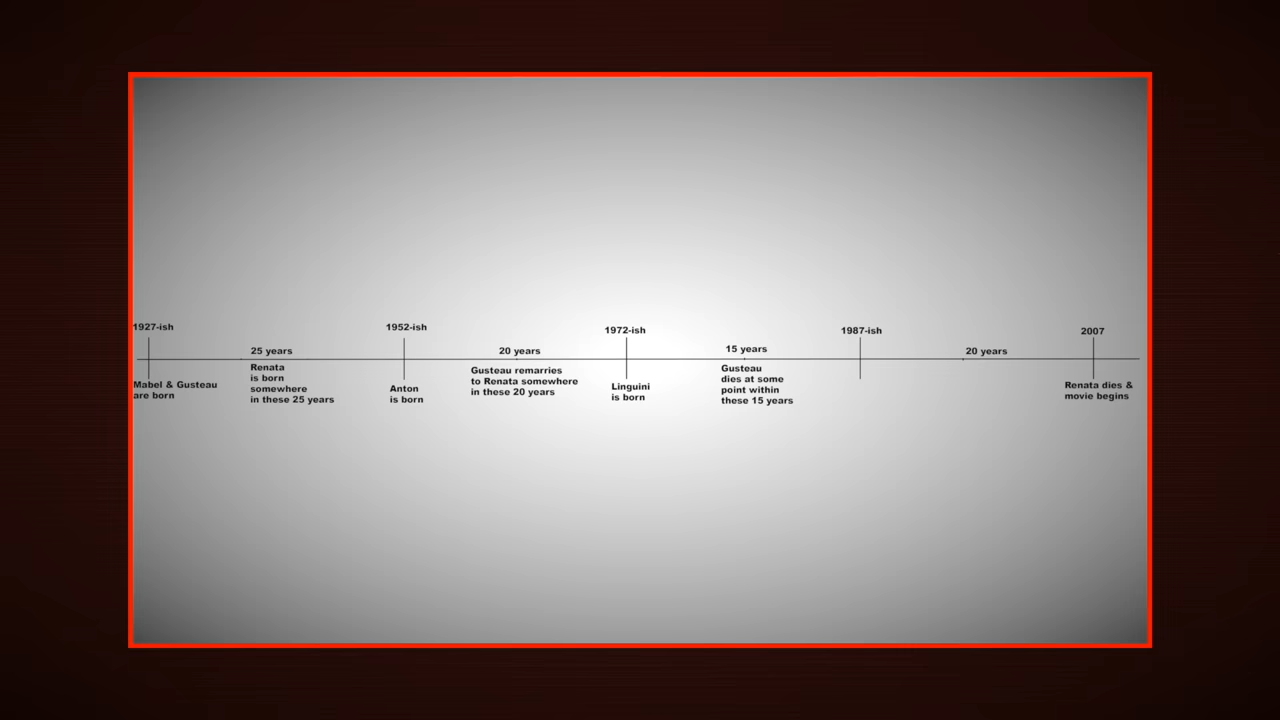 1927-ish
1952-ish
1972-ish
1987-ish
2007
25 years
20 years
15 years
20 years
Mabel & Gusteau
are born
Renata
is born
somewhere
in these 25 years
Anton
is born
Gusteau remarries
to Renata somewhere
in these 20 years
Linguini
is born
Gusteau
dies at some
point within
these 15 years
Renata dies &
movie begins